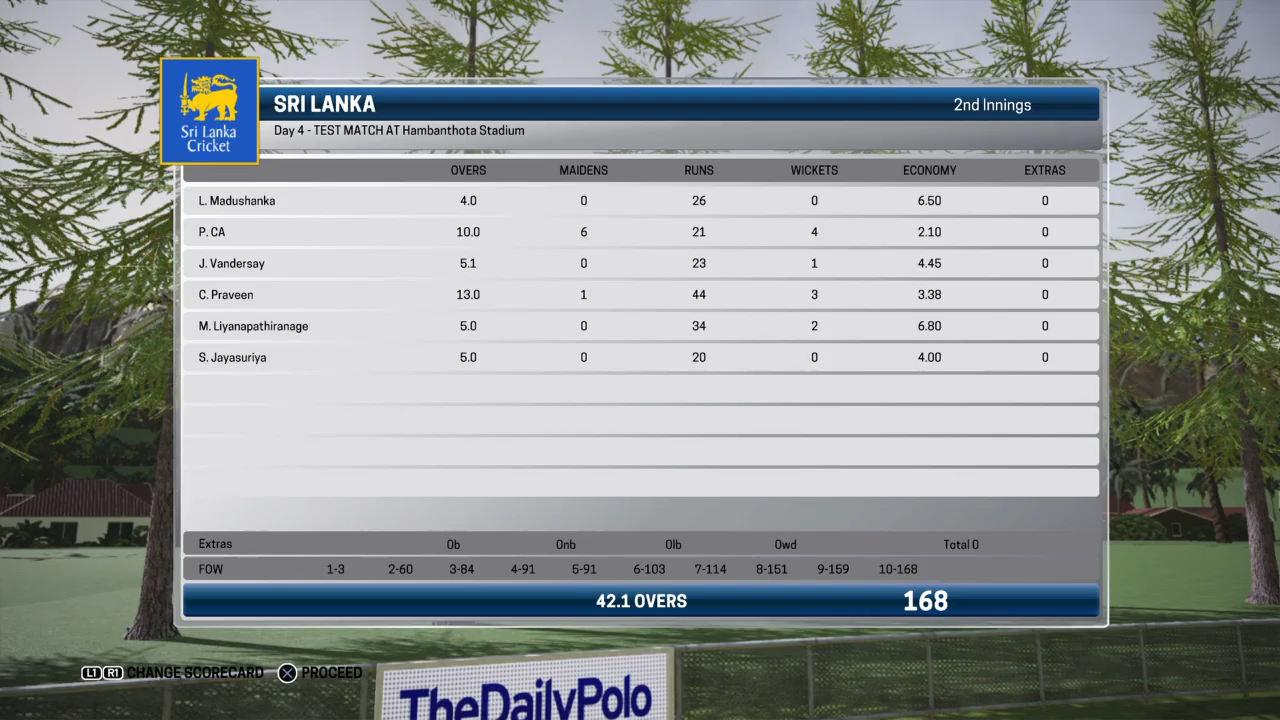 Sri Lanka
Cricket
SRI LANKA 2nd Innings
Day 4 - TEST MATCH AT Hambanthota Stadium
OVERS MAIDENS RUNS WICKETS ECONOMY EXTRAS
L. Madushanka 4.0 0 26 0 6.50 0
P. CA 10.0 6 21 4 2.10 0
J. Vandersay 5.1 0 23 1 4.45 0
C. Praveen 13.0 1 44 3 3.38 0
M. Liyanapathiranage 5.0 0 34 2 6.80 0
S. Jayasuriya 5.0 0 20 0 4.00 0
Extras 0b 0nb 0lb 0wd Total 0
FOW 1-3 2-60 3-84 4-91 5-91 6-103 7-114 8-151 9-159 10-168
42.1 OVERS 168
L1 R1 CHANGE SCORECARD PROCEED
TheDailyPolo